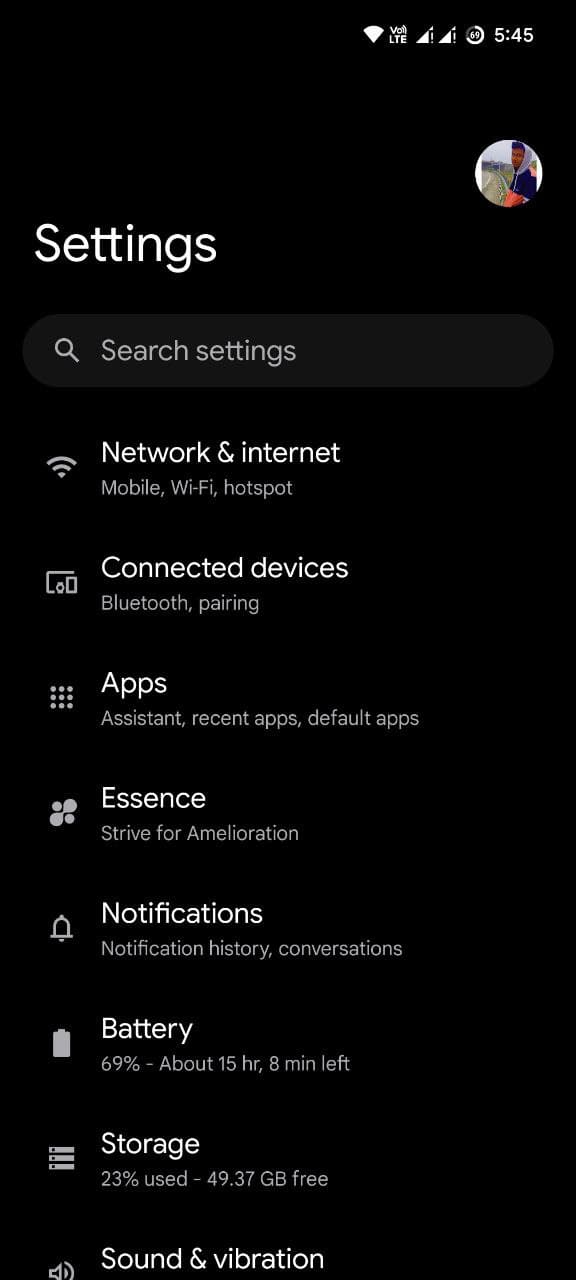 Vo) LTE 69 5:45
Settings
Search settings
Network & internet
Mobile, Wi-Fi, hotspot
Connected devices
Bluetooth, pairing
Apps
Assistant, recent apps, default apps
Essence
Strive for Amelioration
Notifications
Notification history, conversations
Battery
69% - About 15 hr, 8 min left
Storage
23% used - 49.37 GB free
Sound & vibration